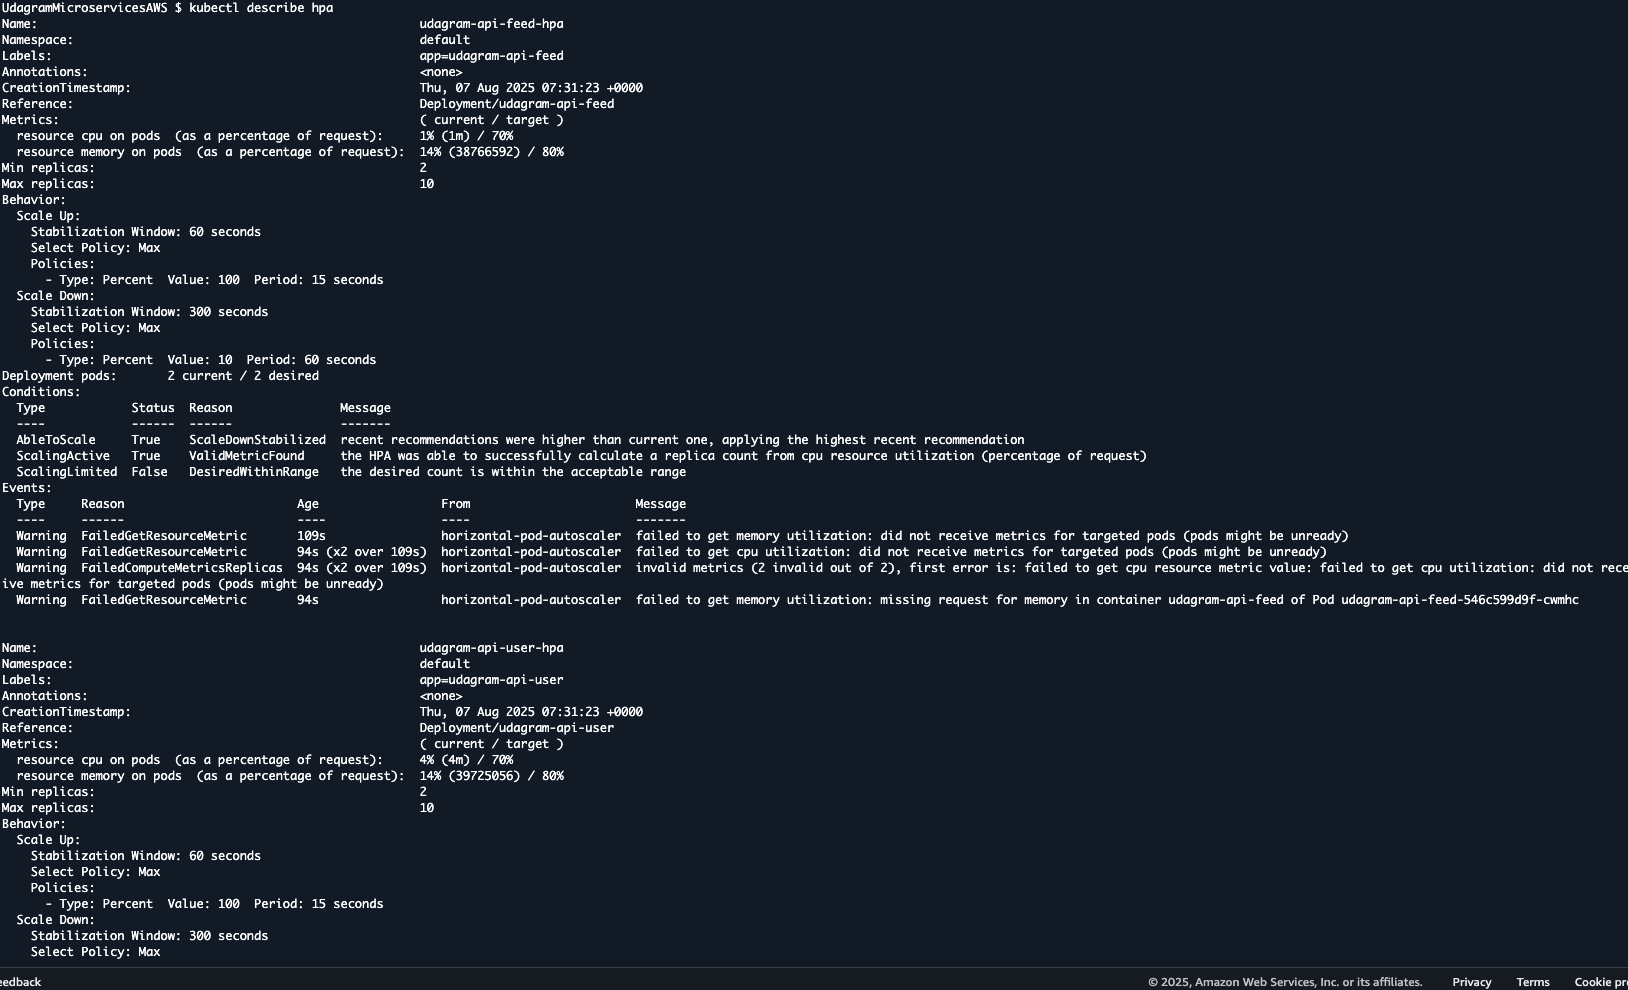 UdagramMicroservicesAWS $ kubectl describe hpa
Name:                                                     udagram-api-feed-hpa
Namespace:                                                default
Labels:                                                   app=udagram-api-feed
Annotations:                                              <none>
CreationTimestamp:                                        Thu, 07 Aug 2025 07:31:23 +0000
Reference:                                                Deployment/udagram-api-feed
Metrics:                                                  ( current / target )
  resource cpu on pods  (as a percentage of request):     1% (1m) / 70%
  resource memory on pods  (as a percentage of request):  14% (38766592) / 80%
Min replicas:                                             2
Max replicas:                                             10
Behavior:
  Scale Up:
    Stabilization Window: 60 seconds
    Select Policy: Max
    Policies:
      - Type: Percent  Value: 100  Period: 15 seconds
  Scale Down:
    Stabilization Window: 300 seconds
    Select Policy: Max
    Policies:
      - Type: Percent  Value: 10  Period: 60 seconds
Deployment pods:       2 current / 2 desired
Conditions:
  Type            Status  Reason               Message
  ----            ------  ------               -------
  AbleToScale     True    ScaleDownStabilized  recent recommendations were higher than current one, applying the highest recent recommendation
  ScalingActive   True    ValidMetricFound     the HPA was able to successfully calculate a replica count from cpu resource utilization (percentage of request)
  ScalingLimited  False   DesiredWithinRange   the desired count is within the acceptable range
Events:
  Type     Reason                        Age                  From                       Message
  ----     ------                        ----                 ----                       -------
  Warning  FailedGetResourceMetric       109s                 horizontal-pod-autoscaler  failed to get memory utilization: did not receive metrics for targeted pods (pods might be unready)
  Warning  FailedGetResourceMetric       94s (x2 over 109s)  horizontal-pod-autoscaler  failed to get cpu utilization: did not receive metrics for targeted pods (pods might be unready)
  Warning  FailedComputeMetricsReplicas  94s (x2 over 109s)  horizontal-pod-autoscaler  invalid metrics (2 invalid out of 2), first error is: failed to get cpu resource metric value: failed to get cpu utilization: did not rece
ive metrics for targeted pods (pods might be unready)
  Warning  FailedGetResourceMetric       94s                  horizontal-pod-autoscaler  failed to get memory utilization: missing request for memory in container udagram-api-feed of Pod udagram-api-feed-546c599d9f-cwmhc
Name:                                                     udagram-api-user-hpa
Namespace:                                                default
Labels:                                                   app=udagram-api-user
Annotations:                                              <none>
CreationTimestamp:                                        Thu, 07 Aug 2025 07:31:23 +0000
Reference:                                                Deployment/udagram-api-user
Metrics:                                                  ( current / target )
  resource cpu on pods  (as a percentage of request):     4% (4m) / 70%
  resource memory on pods  (as a percentage of request):  14% (39725056) / 80%
Min replicas:                                             2
Max replicas:                                             10
Behavior:
  Scale Up:
    Stabilization Window: 60 seconds
    Select Policy: Max
    Policies:
      - Type: Percent  Value: 100  Period: 15 seconds
  Scale Down:
    Stabilization Window: 300 seconds
    Select Policy: Max
eedback © 2025, Amazon Web Services, Inc. or its affiliates. Privacy Terms Cookie pr